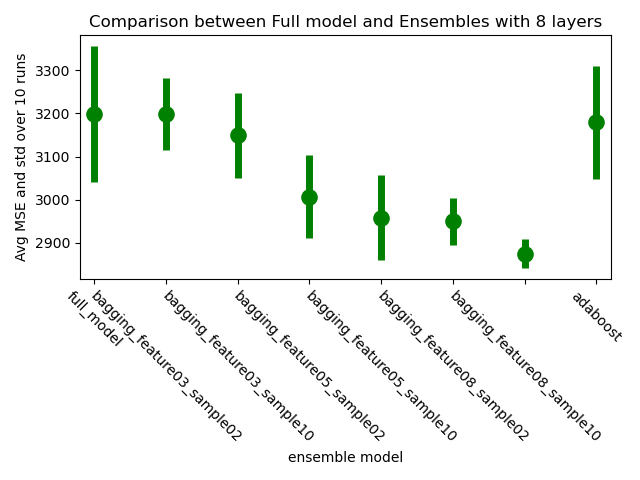 Comparison between Full model and Ensembles with 8 layers
Avg MSE and std over 10 runs
3300
3200
3100
3000
2900
full_model
bagging_feature03_sample02
bagging_feature03_sample10
bagging_feature05_sample02
bagging_feature05_sample10
bagging_feature08_sample02
bagging_feature08_sample10
adaboost
ensemble model